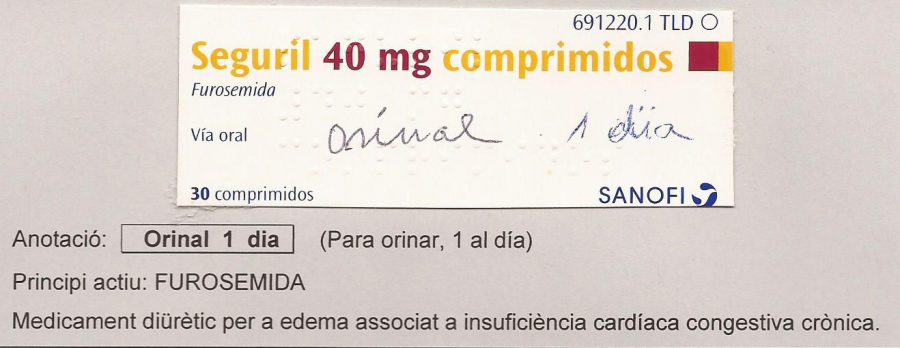 691220.1 TLD
Seguril 40 mg comprimidos
Furosemida
Vía oral
orinal 1 día
30 comprimidos
SANOFI
Anotació: Orinal 1 dia (Para orinar, 1 al día)
Principi actiu: FUROSEMIDA
Medicament diürètic per a edema associat a insuficiència cardíaca congestiva crònica.